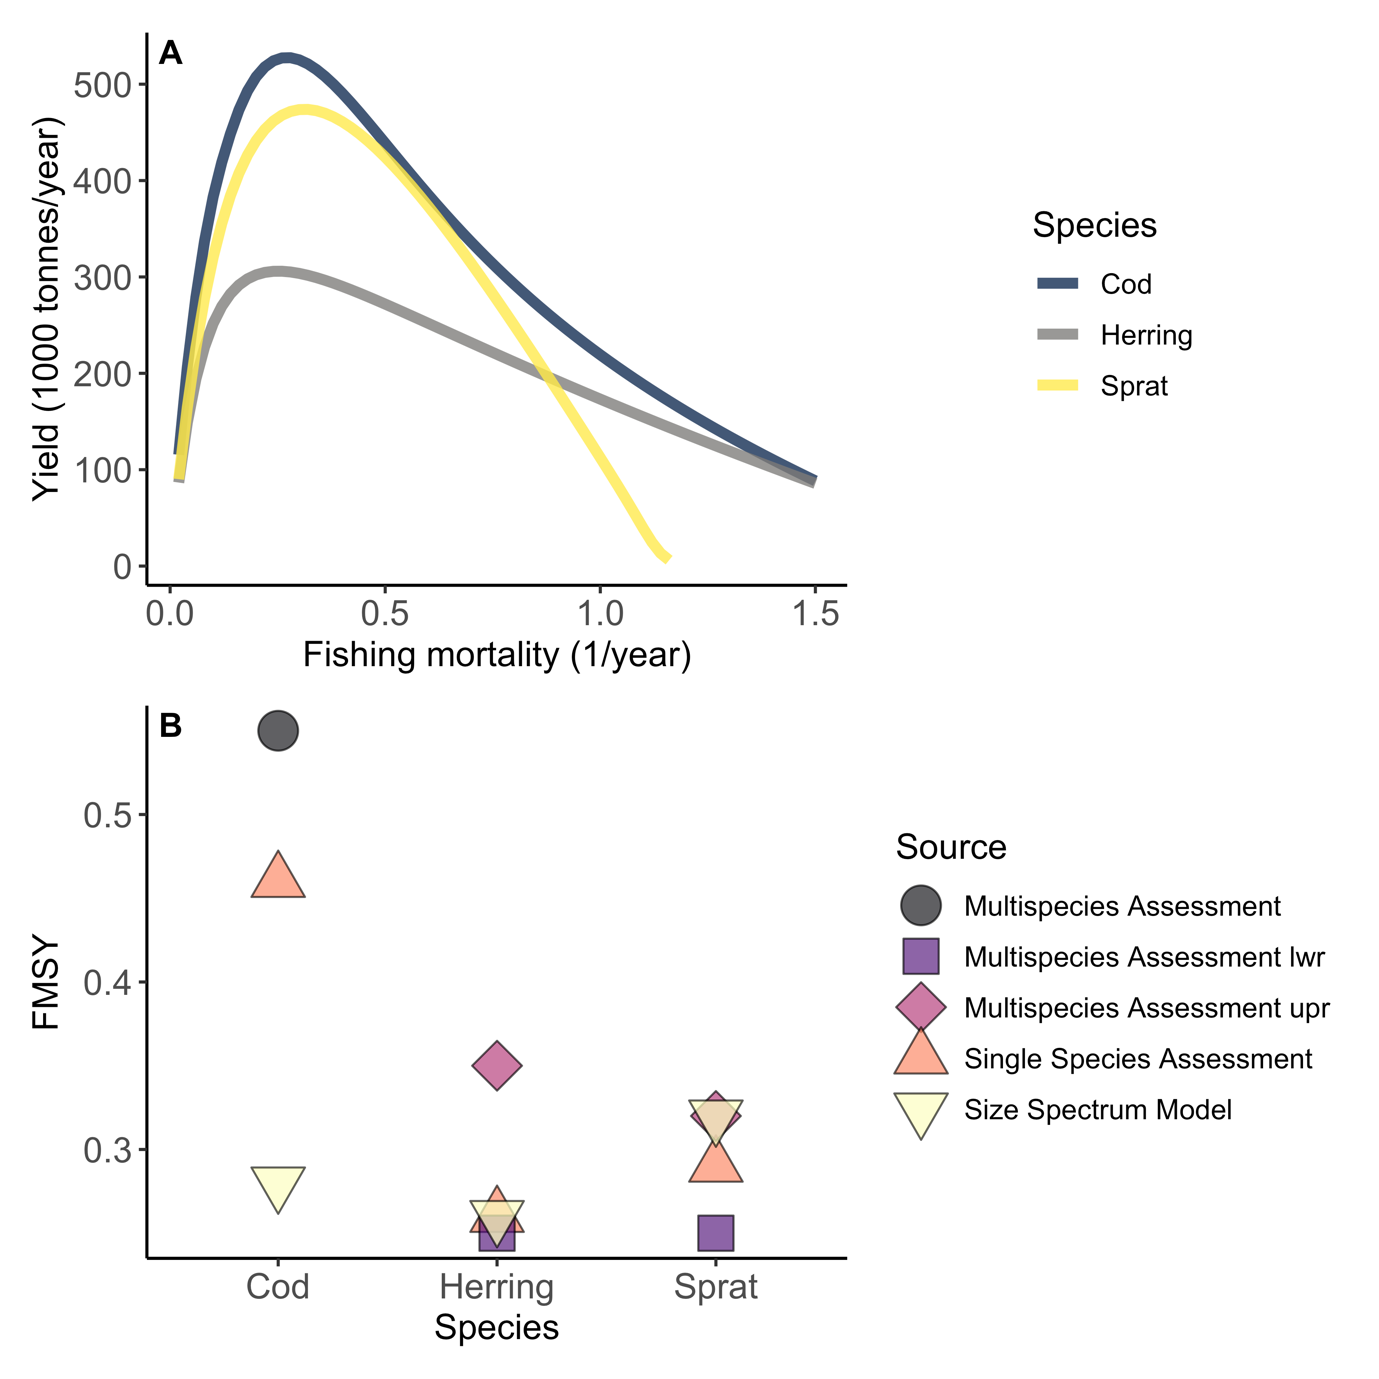 A
500
400
300
200
100
0
Yield (1000 tonnes/year)
0.0 0.5 1.0 1.5
Fishing mortality (1/year)
Species
Cod
Herring
Sprat
B
0.5
0.4
0.3
FMSY
Cod Herring Sprat
Species
Source
Multispecies Assessment
Multispecies Assessment lwr
Multispecies Assessment upr
Single Species Assessment
Size Spectrum Model